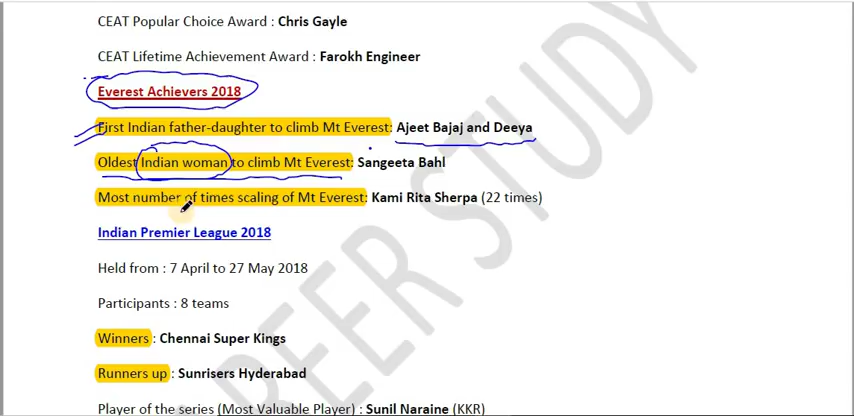 CEAT Popular Choice Award : Chris Gayle
CEAT Lifetime Achievement Award : Farokh Engineer
Everest Achievers 2018
First Indian father-daughter to climb Mt Everest: Ajeet Bajaj and Deeya
Oldest Indian woman to climb Mt Everest: Sangeeta Bahl
Most number of times scaling of Mt Everest: Kami Rita Sherpa (22 times)
Indian Premier League 2018
Held from : 7 April to 27 May 2018
Participants : 8 teams
Winners : Chennai Super Kings
Runners up : Sunrisers Hyderabad
Player of the series (Most Valuable Player) : Sunil Naraine (KKR)
PEER STUDY